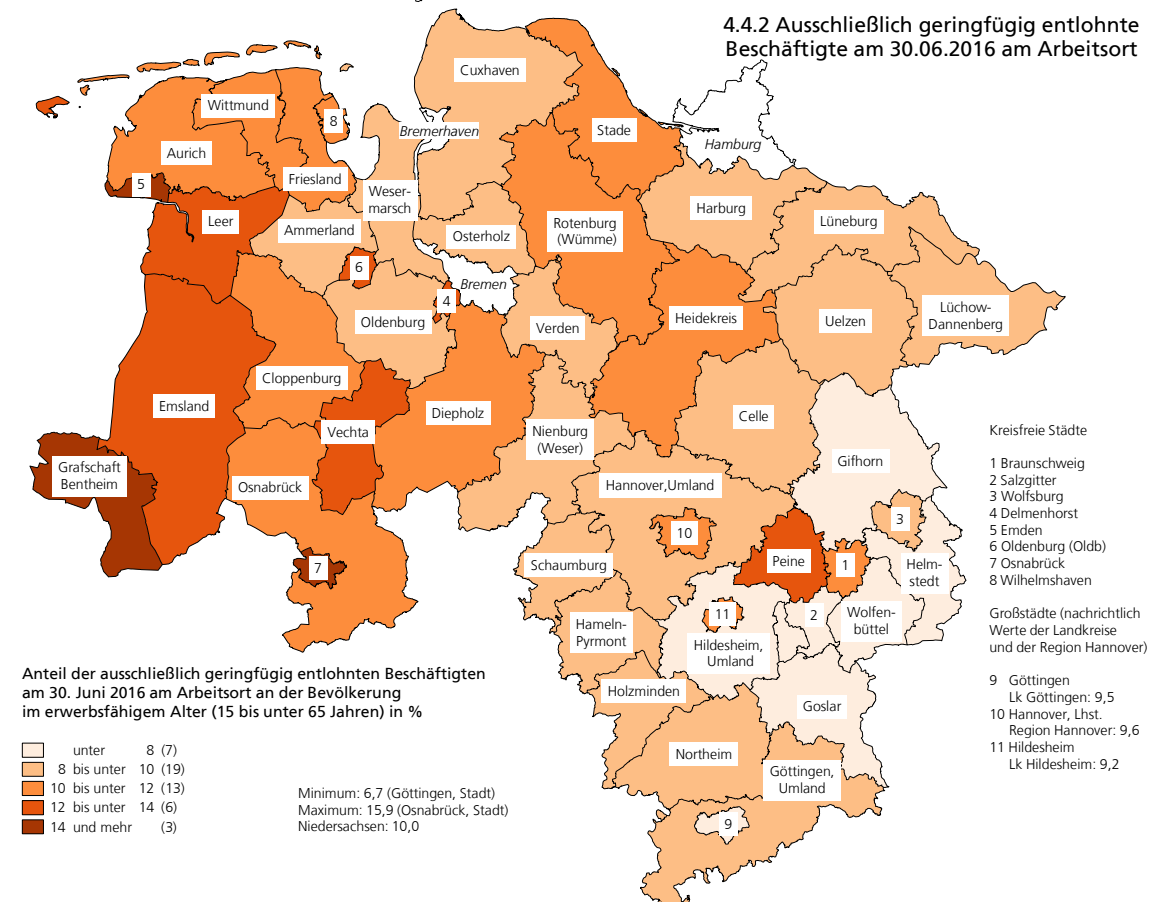 4.4.2 Ausschließlich geringfügig entlohnte
Beschäftigte am 30.06.2016 am Arbeitsort
Cuxhaven
Wittmund
8
Bremerhaven
Stade
Hamburg
Aurich
5
Friesland
Weser-
marsch
Leer
Ammerland
Osterholz
Rotenburg
(Wümme)
Harburg
Lüneburg
6
Bremen
4
Oldenburg
Verden
Heidekreis
Uelzen
Lüchow-
Dannenberg
Cloppenburg
Emsland
Vechta
Diepholz
Nienburg
(Weser)
Celle
Gifhorn
Grafschaft
Bentheim
Osnabrück
Hannover,Umland
3
10
7
Schaumburg
Peine
1
Helm-
stedt
11
2
Wolfen-
büttel
Hameln-
Pyrmont
Hildesheim,
Umland
Holzminden
Goslar
Northeim
Göttingen,
Umland
9
Kreisfreie Städte
1 Braunschweig
2 Salzgitter
3 Wolfsburg
4 Delmenhorst
5 Emden
6 Oldenburg (Oldb)
7 Osnabrück
8 Wilhelmshaven
Großstädte (nachrichtlich
Werte der Landkreise
und der Region Hannover)
9 Göttingen
Lk Göttingen: 9,5
10 Hannover, Lhst.
Region Hannover: 9,6
11 Hildesheim
Lk Hildesheim: 9,2
Anteil der ausschließlich geringfügig entlohnten Beschäftigten
am 30. Juni 2016 am Arbeitsort an der Bevölkerung
im erwerbsfähigem Alter (15 bis unter 65 Jahren) in %
unter 8 (7)
8 bis unter 10 (19)
10 bis unter 12 (13)
12 bis unter 14 (6)
14 und mehr (3)
Minimum: 6,7 (Göttingen, Stadt)
Maximum: 15,9 (Osnabrück, Stadt)
Niedersachsen: 10,0